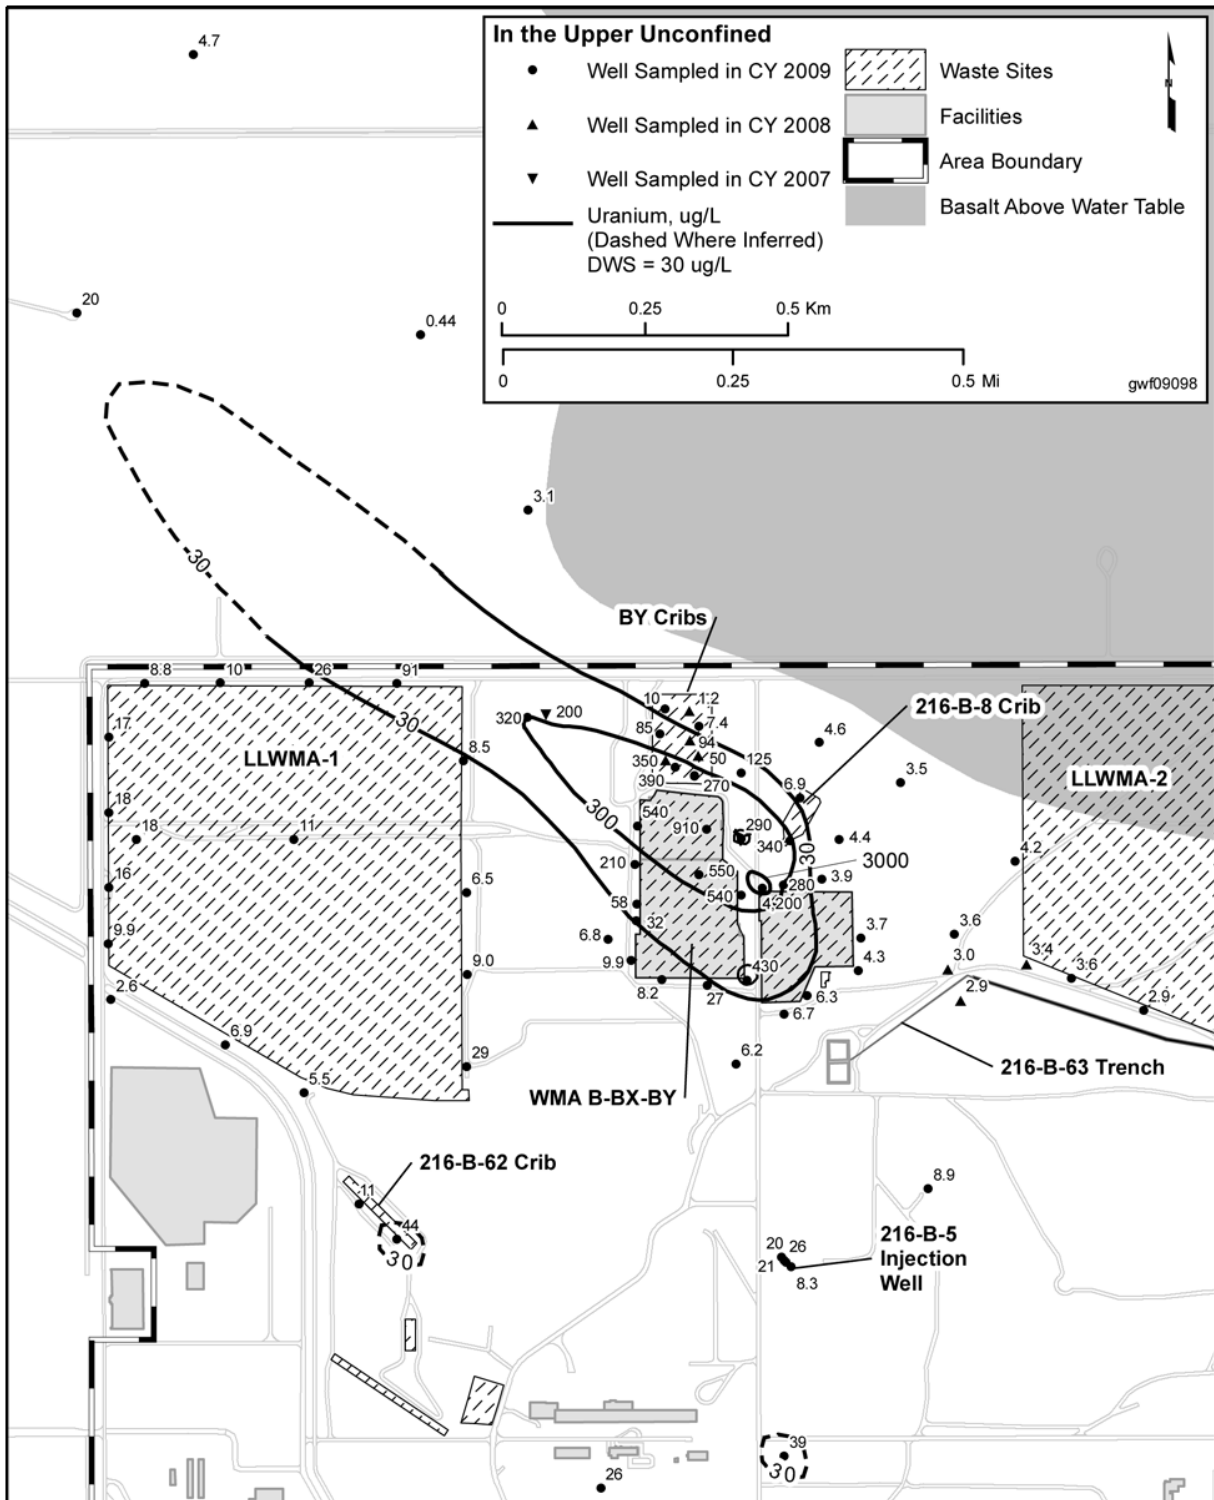 In the Upper Unconfined
Well Sampled in CY 2009
Well Sampled in CY 2008
Well Sampled in CY 2007
Uranium, ug/L
(Dashed Where Inferred)
DWS = 30 ug/L
Waste Sites
Facilities
Area Boundary
Basalt Above Water Table
N
0 0.25 0.5 Km
0 0.25 0.5 Mi
gwf09098
4.7
20
0.44
3.1
30
BY Cribs
8.8 10 26 91
10 1.2
216-B-8 Crib
320 200
7.4
30
17
85
94
4.6
LLWMA-1
8.5
350 50 125
LLWMA-2
390 270
3.5
6.9
18
300
540
910
290
18 11
340
4.4
30
3000
4.2
210
16
550
280
3.9
6.5
540
4,200
58
32
9.9
6.8
3.7
3.6
9.0
9.9
430
4.3
3.0
3.4
3.6
2.6
8.2 27
6.3
2.9
2.9
6.7
6.9
29
6.2
5.5
216-B-63 Trench
WMA B-BX-BY
216-B-62 Crib
11
8.9
44
30
20 26
21
8.3
216-B-5
Injection
Well
39
30
26